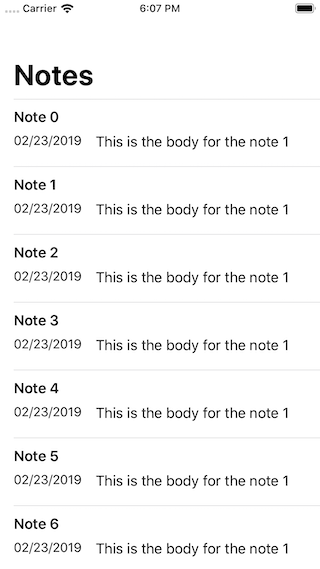 Carrier 6:07 PM
Notes
Note 0
02/23/2019 This is the body for the note 1
Note 1
02/23/2019 This is the body for the note 1
Note 2
02/23/2019 This is the body for the note 1
Note 3
02/23/2019 This is the body for the note 1
Note 4
02/23/2019 This is the body for the note 1
Note 5
02/23/2019 This is the body for the note 1
Note 6
02/23/2019 This is the body for the note 1